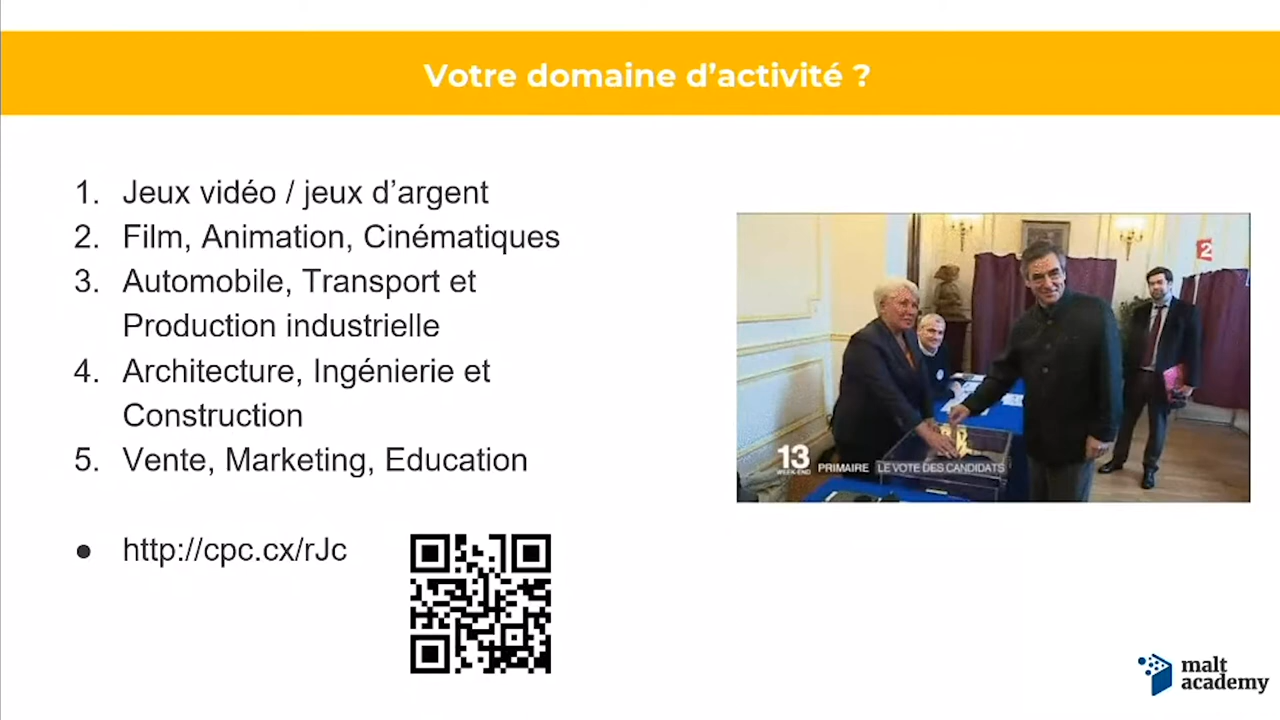 Votre domaine d’activité ?
1. Jeux vidéo / jeux d’argent
2. Film, Animation, Cinématiques
3. Automobile, Transport et
Production industrielle
4. Architecture, Ingénierie et
Construction
5. Vente, Marketing, Education
● http://cpc.cx/rJc
2
13
WEEK-END
PRIMAIRE LE VOTE DES CANDIDATS
malt
academy